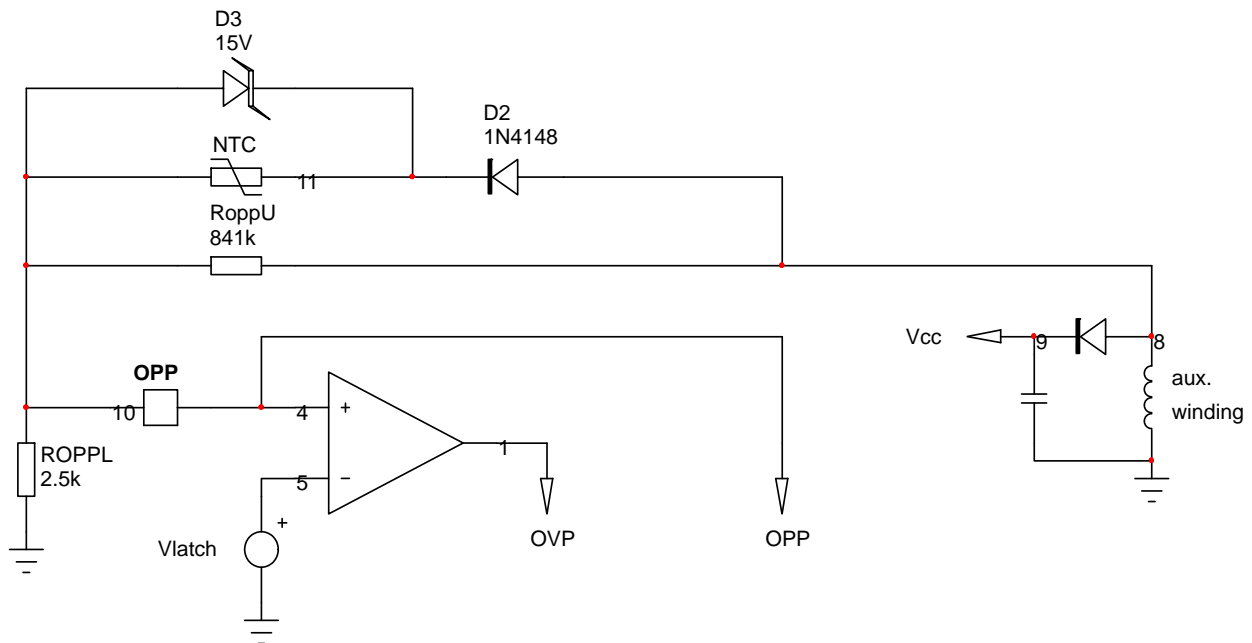 D3
15V
D2
1N4148
NTC
11
RoppU
841k
Vcc
9
8
OPP
aux.
winding
10
4
+
1
ROPPL
2.5k
5
−
+
Vlatch
OVP
OPP